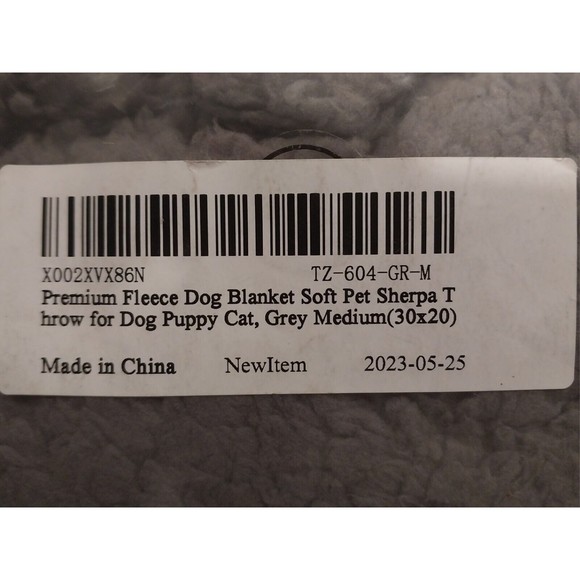 X002XVX86N TZ-604-GR-M
Premium Fleece Dog Blanket Soft Pet Sherpa T
hrow for Dog Puppy Cat, Grey Medium(30x20)
Made in China NewItem 2023-05-25